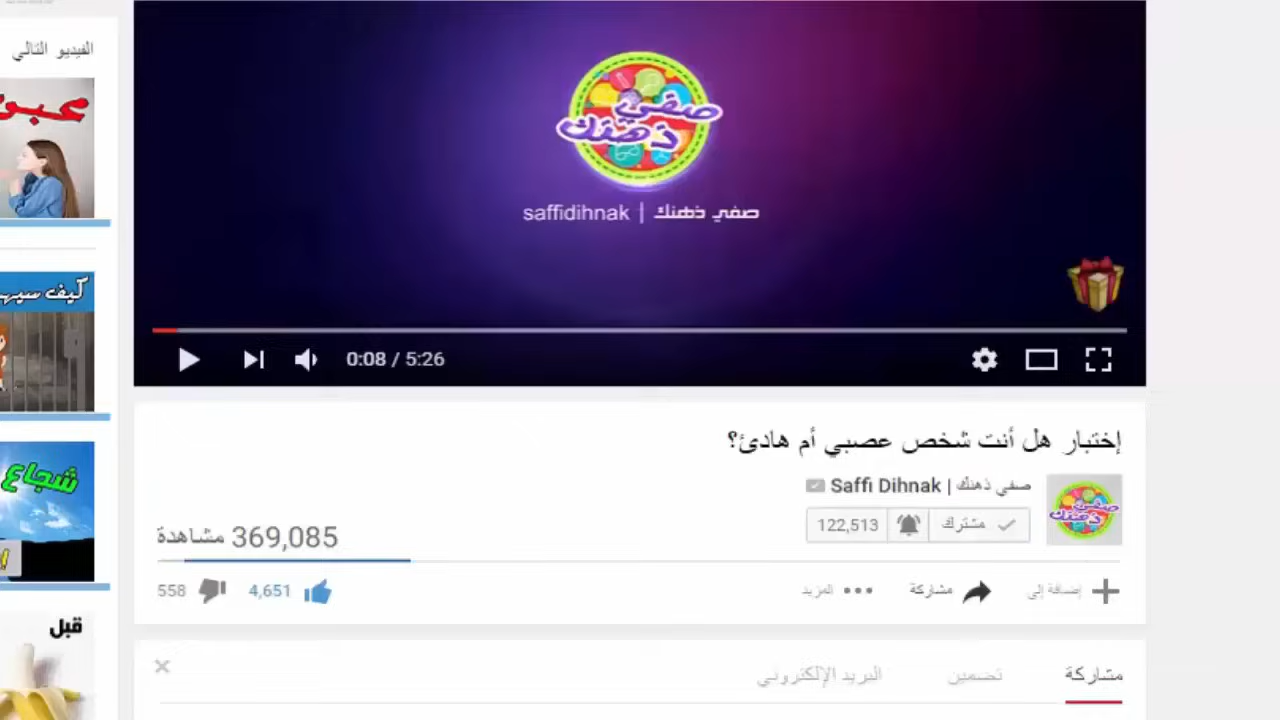 صفي
ذهنك
صفي ذهنك | saffidihnak
0:08 / 5:26
إختبار هل أنت شخص عصبي أم هادئ؟
صفي ذهنك | Saffi Dihnak
مشترك
122,513
369,085 مشاهدة
إضافة إلى
مشاركة
المزيد
4,651
558
مشاركة
تضمين
البريد الإلكتروني
الفيديو التالي
كيف
شجاع
قبل